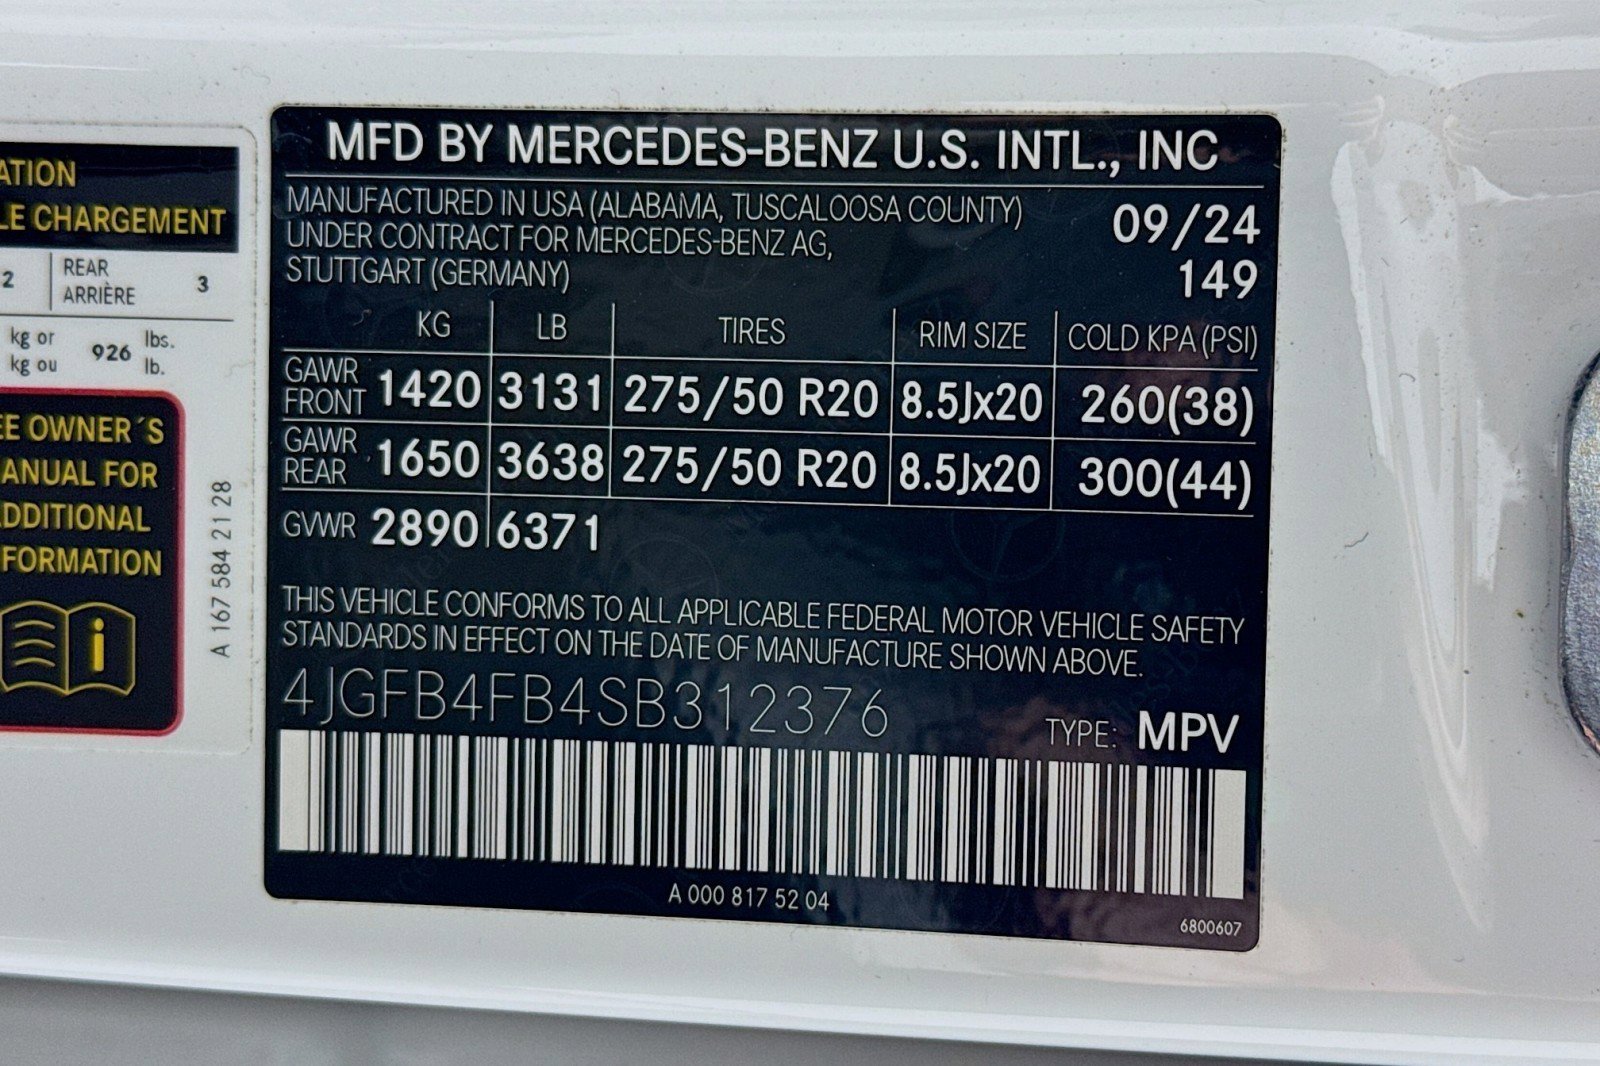 ATION
LE CHARGEMENT
2 REAR 3
ARRIÈRE
kg or 926 lbs.
kg ou lb.
EE OWNER´S
ANUAL FOR
DDITIONAL
FORMATION
i
A 167 584 21 28
MFD BY MERCEDES-BENZ U.S. INTL., INC
MANUFACTURED IN USA (ALABAMA, TUSCALOOSA COUNTY) 09/24
UNDER CONTRACT FOR MERCEDES-BENZ AG,
STUTTGART (GERMANY) 149
KG LB TIRES RIM SIZE COLD KPA (PSI)
GAWR FRONT 1420 3131 275/50 R20 8.5Jx20 260(38)
GAWR REAR 1650 3638 275/50 R20 8.5Jx20 300(44)
GVWR 2890 6371
THIS VEHICLE CONFORMS TO ALL APPLICABLE FEDERAL MOTOR VEHICLE SAFETY
STANDARDS IN EFFECT ON THE DATE OF MANUFACTURE SHOWN ABOVE.
4JGFB4FB4SB312376 TYPE: MPV
A 000 817 52 04
6800607